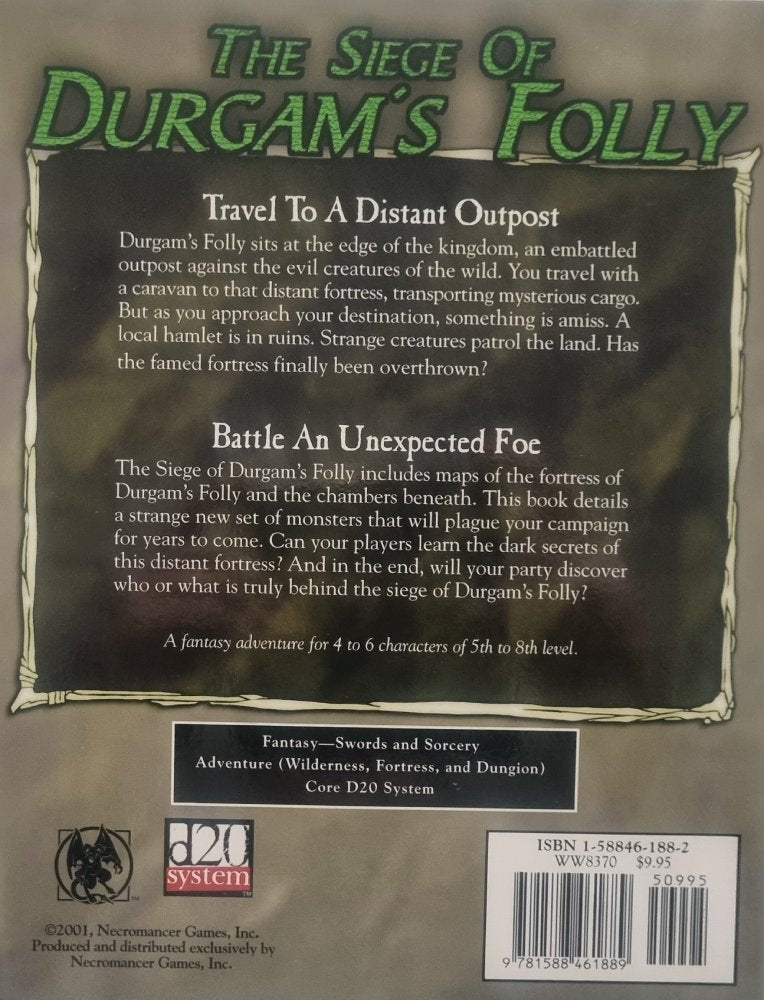 The Siege Of
Durgam's Folly
Travel To A Distant Outpost
Durgam's Folly sits at the edge of the kingdom, an embattled
outpost against the evil creatures of the wild. You travel with
a caravan to that distant fortress, transporting mysterious cargo.
But as you approach your destination, something is amiss. A
local hamlet is in ruins. Strange creatures patrol the land. Has
the famed fortress finally been overthrown?
Battle An Unexpected Foe
The Siege of Durgam's Folly includes maps of the fortress of
Durgam's Folly and the chambers beneath. This book details
a strange new set of monsters that will plague your campaign
for years to come. Can your players learn the dark secrets of
this distant fortress? And in the end, will your party discover
who or what is truly behind the siege of Durgam's Folly?
A fantasy adventure for 4 to 6 characters of 5th to 8th level.
Fantasy—Swords and Sorcery
Adventure (Wilderness, Fortress, and Dungion)
Core D20 System
d20
system
TM
TM
©2001, Necromancer Games, Inc.
Produced and distributed exclusively by
Necromancer Games, Inc.
ISBN 1-58846-188-2
WW8370 $9.95
50995
9 781588 461889